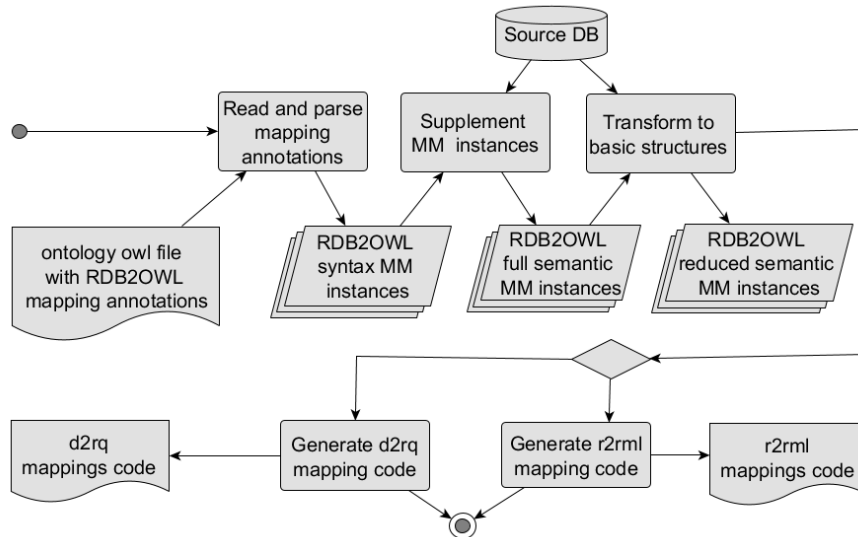 Source DB
Read and parse
mapping
annotations
Supplement
MM instances
Transform to
basic structures
ontology owl file
with RDB2OWL
mapping annotations
RDB2OWL
syntax MM
instances
RDB2OWL
full semantic
MM instances
RDB2OWL
reduced semantic
MM instances
d2rq
mappings code
Generate d2rq
mapping code
Generate r2rml
mapping code
r2rml
mappings code